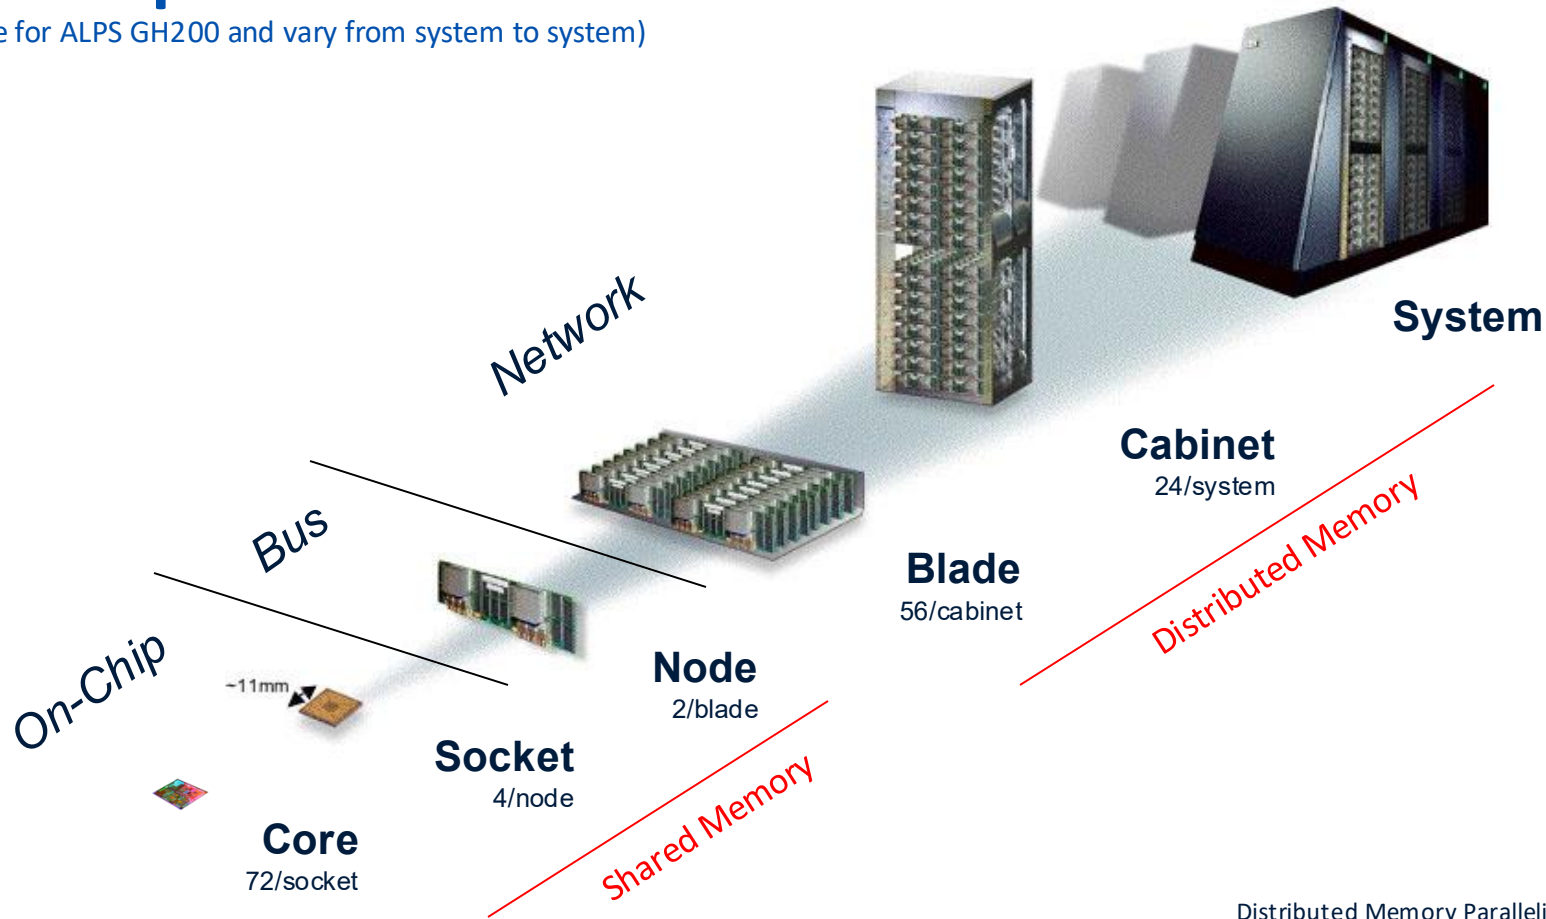 e for ALPS GH200 and vary from system to system)
Network
System
Cabinet
24/system
Bus
Distributed Memory
Blade
56/cabinet
On-Chip
~11mm
Node
2/blade
Socket
4/node
Shared Memory
Core
72/socket
Distributed Memory Paralleli